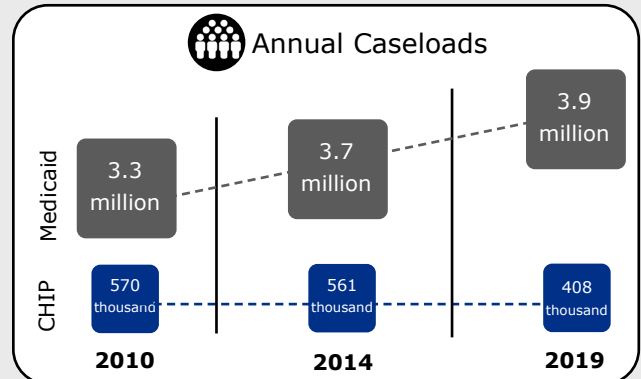 Annual Caseloads
Medicaid
3.3
million
3.7
million
3.9
million
CHIP
570
thousand
561
thousand
408
thousand
2010
2014
2019